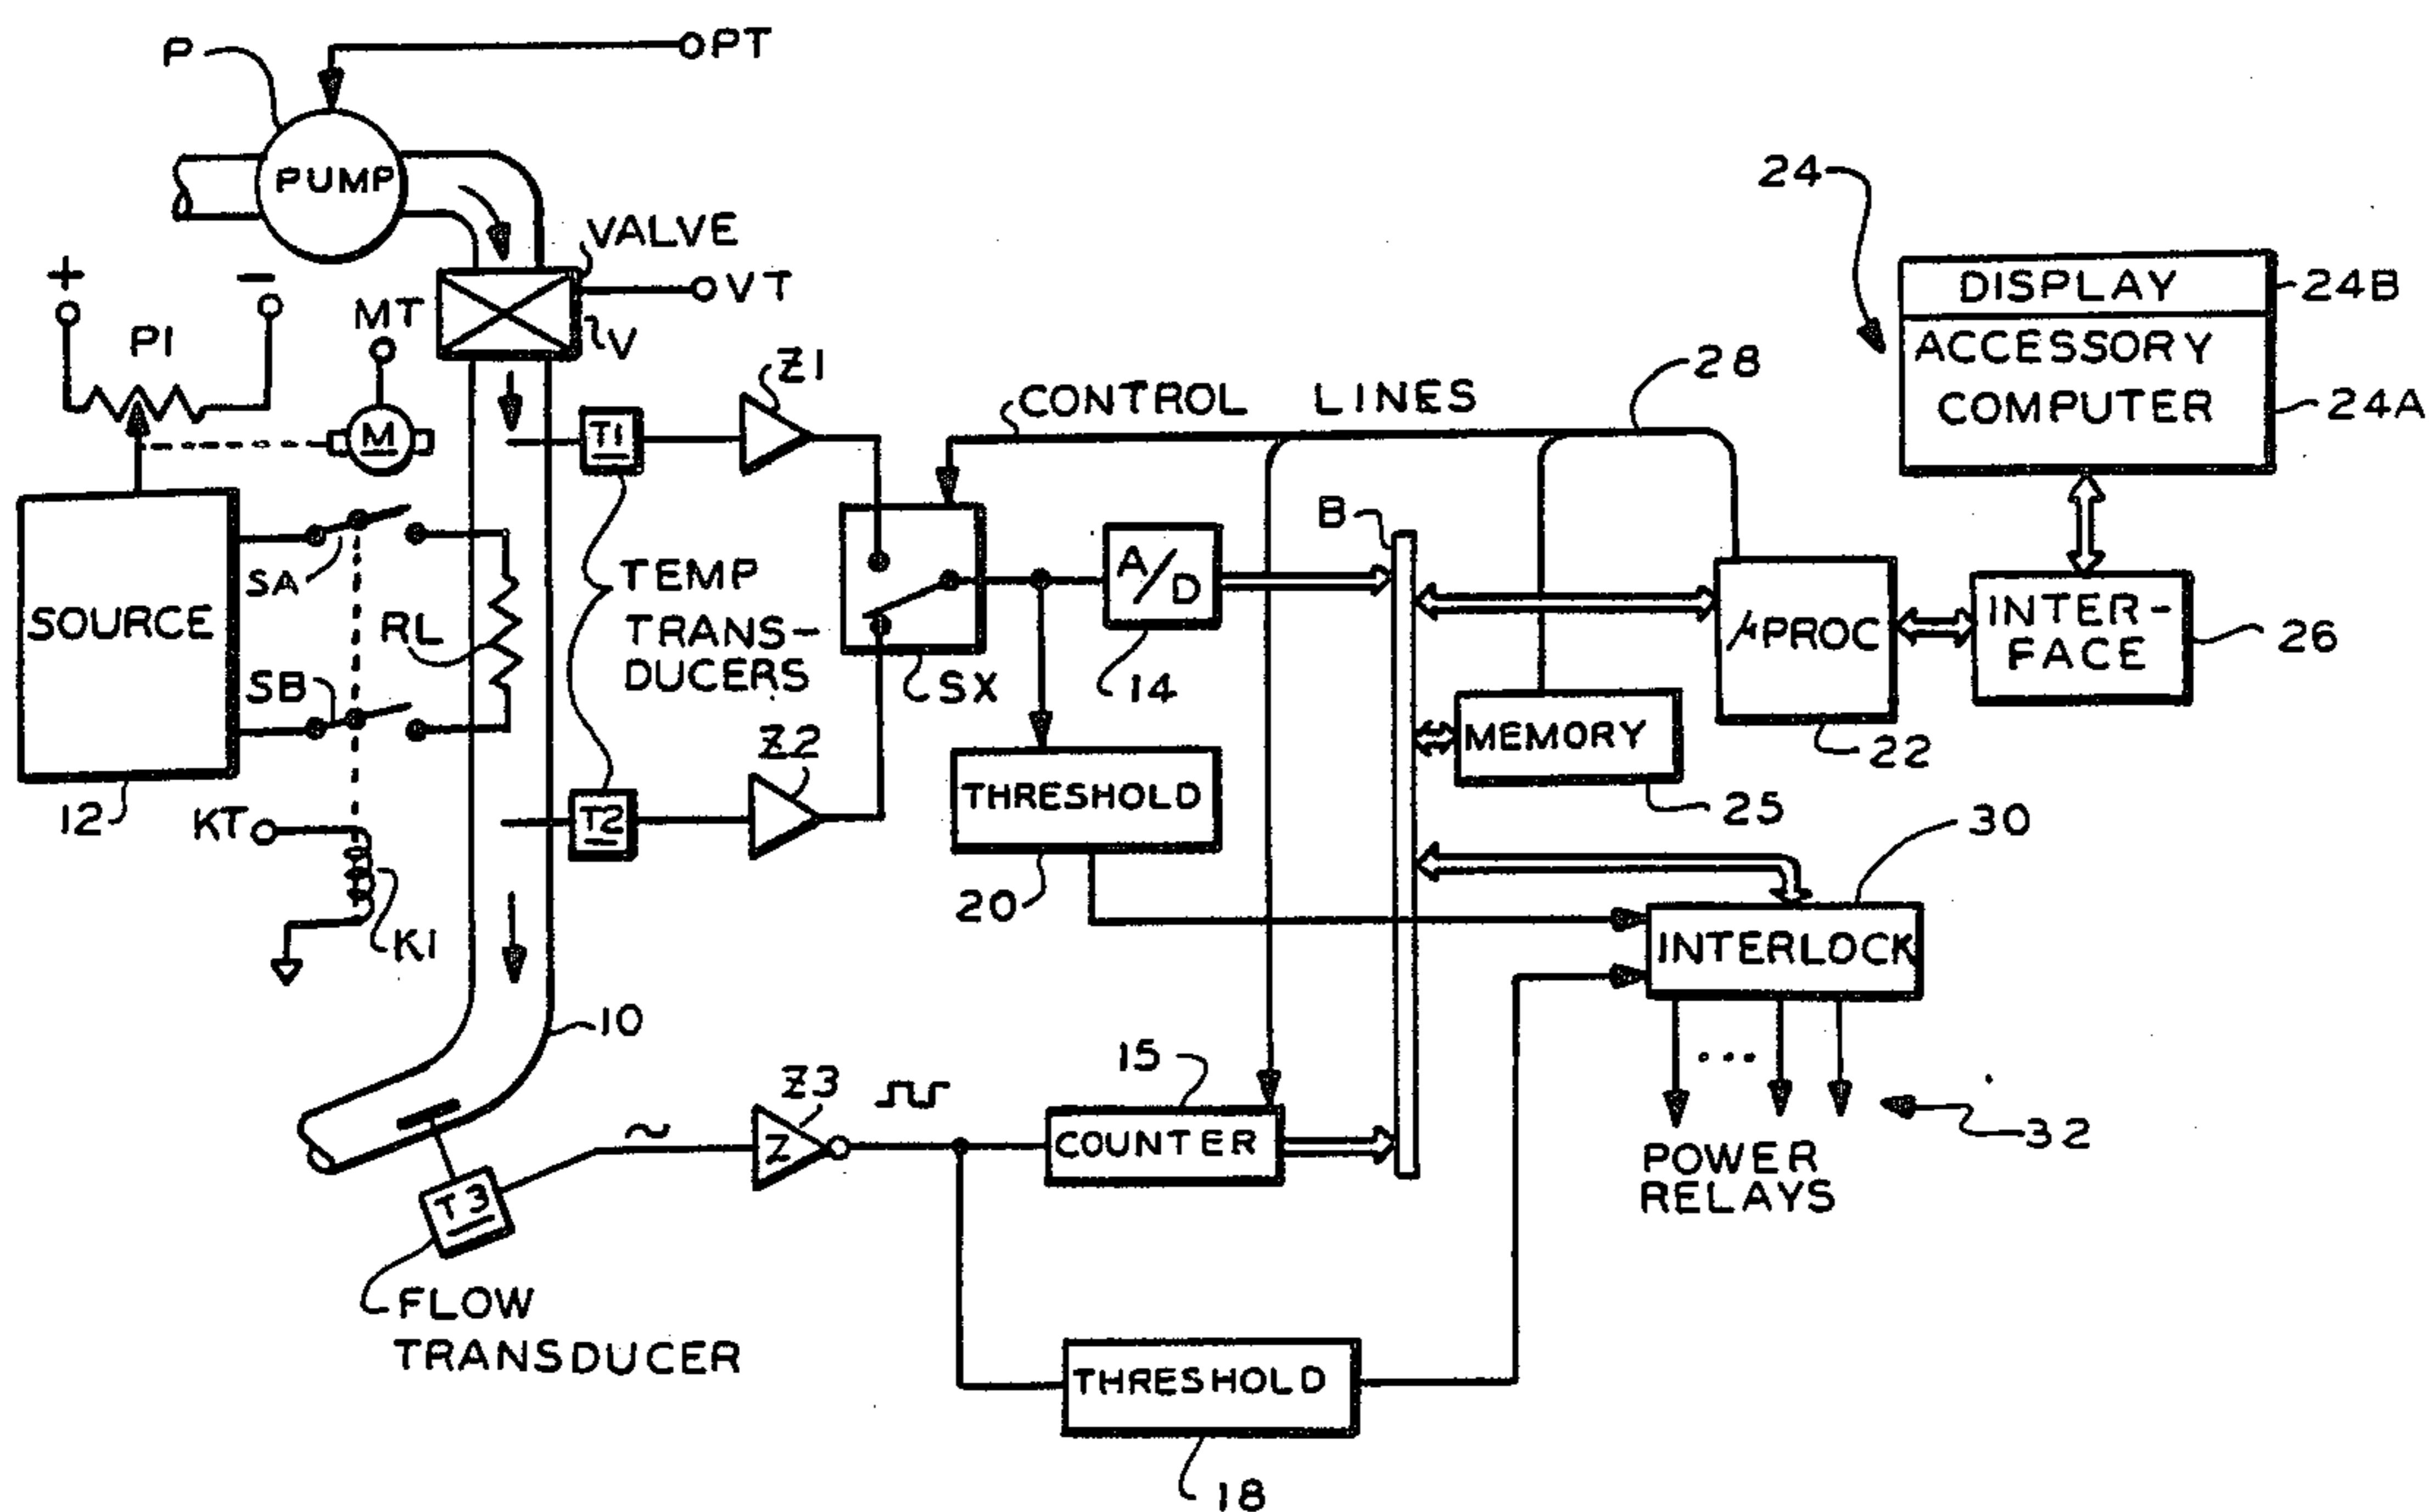 P
PT
PUMP
VALVE
VT
V
+
−
P1
MT
M
24
DISPLAY
24B
ACCESSORY
COMPUTER
24A
Z1
CONTROL LINES
28
T1
SOURCE
12
SA
SB
RL
TEMP
TRANS-
DUCERS
SX
A/D
14
B
μPROC
22
INTER-
FACE
26
MEMORY
25
Z2
T2
THRESHOLD
20
KT
K1
30
INTERLOCK
10
Z3
Z
15
COUNTER
POWER
RELAYS
32
T3
FLOW
TRANSDUCER
THRESHOLD
18